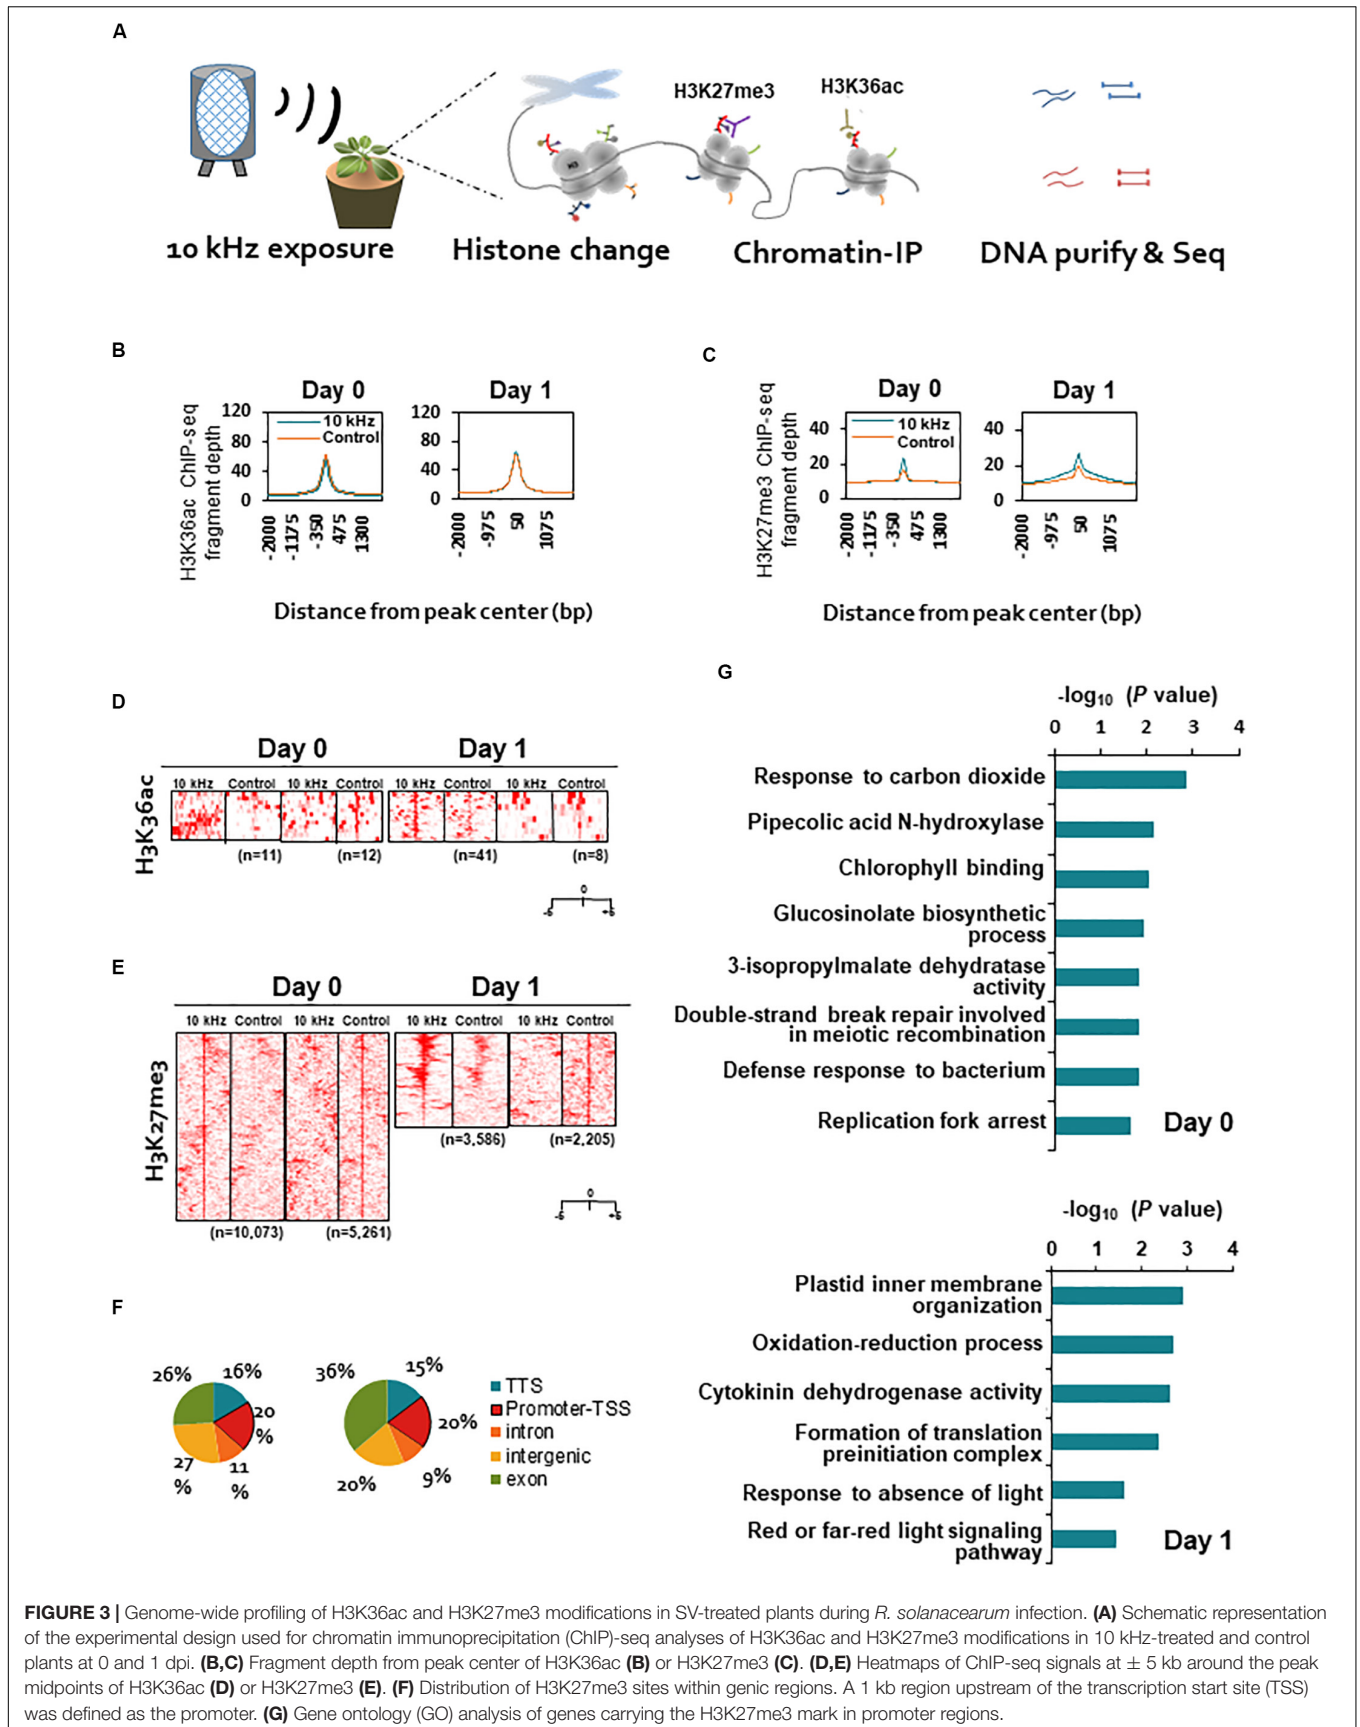 A
H3K27me3
H3K36ac
H3
10 kHz exposure
Histone change
Chromatin-IP
DNA purify & Seq
B
Day 0
Day 1
H3K36ac ChIP-seq
fragment depth
120
80
40
0
10 kHz
Control
120
80
40
0
-2000
-1175
-350
475
1300
-2000
-975
50
1075
Distance from peak center (bp)
C
Day 0
Day 1
H3K27me3 ChIP-seq
fragment depth
40
20
0
10 kHz
Control
40
20
0
-2000
-1175
-350
475
1300
-2000
-975
50
1075
Distance from peak center (bp)
D
Day 0
Day 1
H3K36ac
10 kHz Control 10 kHz Control 10 kHz Control 10 kHz Control
(n=11) (n=12) (n=41) (n=8)
0
-5 +5
E
Day 0
Day 1
H3K27me3
10 kHz Control 10 kHz Control 10 kHz Control 10 kHz Control
(n=3,586) (n=2,205)
(n=10,073) (n=5,261)
0
-5 +5
F
26%
16%
20
%
11
%
27
%
36%
15%
20%
9%
20%
TTS
Promoter-TSS
intron
intergenic
exon
G
-log10 (P value)
0 1 2 3 4
Response to carbon dioxide
Pipecolic acid N-hydroxylase
Chlorophyll binding
Glucosinolate biosynthetic
process
3-isopropylmalate dehydratase
activity
Double-strand break repair involved
in meiotic recombination
Defense response to bacterium
Replication fork arrest
Day 0
-log10 (P value)
0 1 2 3 4
Plastid inner membrane
organization
Oxidation-reduction process
Cytokinin dehydrogenase activity
Formation of translation
preinitiation complex
Response to absence of light
Red or far-red light signaling
pathway
Day 1
FIGURE 3 | Genome-wide profiling of H3K36ac and H3K27me3 modifications in SV-treated plants during R. solanacearum infection. (A) Schematic representation
of the experimental design used for chromatin immunoprecipitation (ChIP)-seq analyses of H3K36ac and H3K27me3 modifications in 10 kHz-treated and control
plants at 0 and 1 dpi. (B,C) Fragment depth from peak center of H3K36ac (B) or H3K27me3 (C). (D,E) Heatmaps of ChIP-seq signals at ± 5 kb around the peak
midpoints of H3K36ac (D) or H3K27me3 (E). (F) Distribution of H3K27me3 sites within genic regions. A 1 kb region upstream of the transcription start site (TSS)
was defined as the promoter. (G) Gene ontology (GO) analysis of genes carrying the H3K27me3 mark in promoter regions.